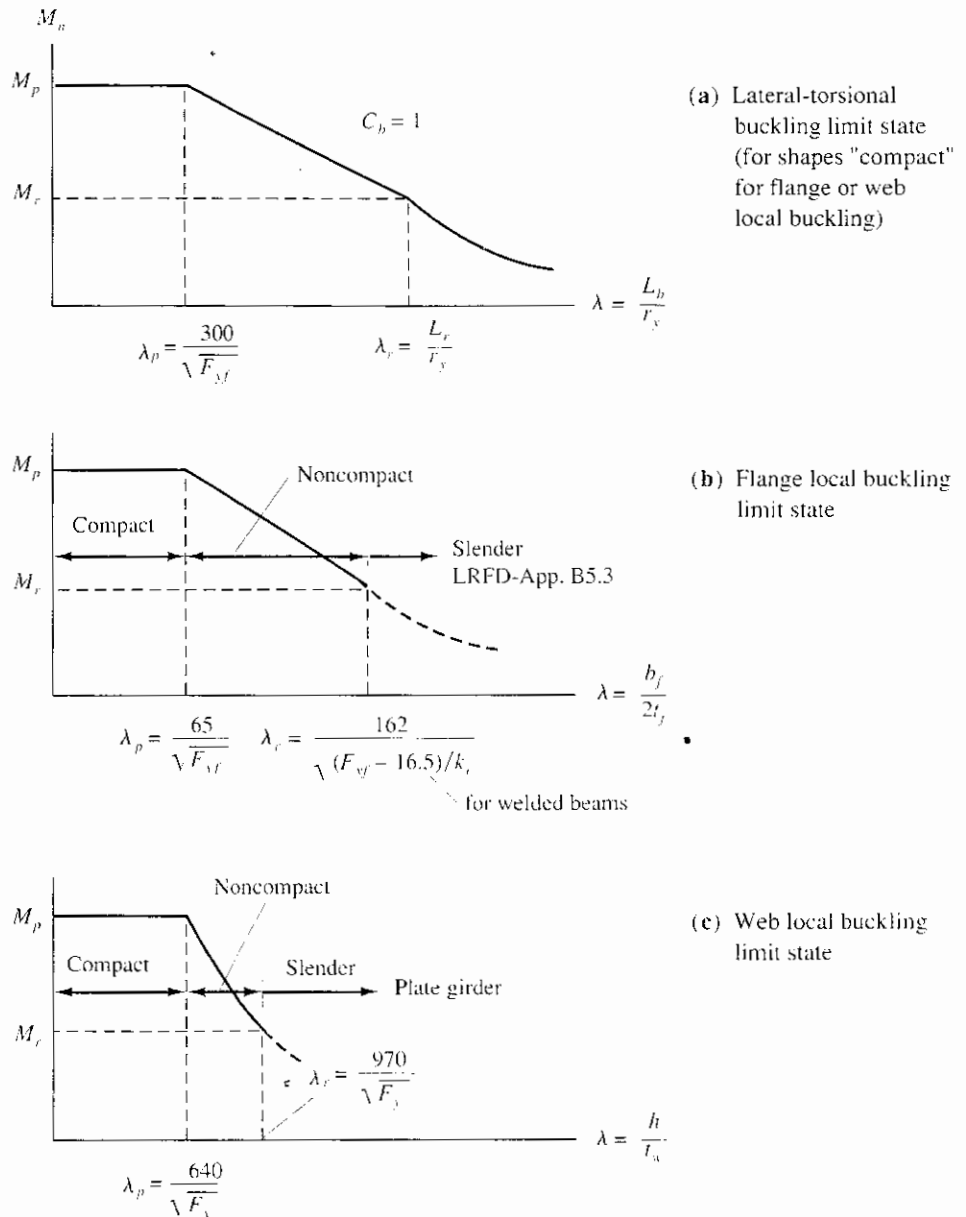 M_n
M_p
C_b = 1
M_r
λ = L_b / r_y
λ_p = 300 / √F_yf
λ_r = L_r / r_y
(a) Lateral-torsional
buckling limit state
(for shapes "compact"
for flange or web
local buckling)
M_p
Noncompact
Compact
Slender
LRFD-App. B5.3
M_r
λ = b_f / 2t_f
λ_p = 65 / √F_yf
λ_r = 162 / √(F_yf − 16.5)/k_c
for welded beams
(b) Flange local buckling
limit state
Noncompact
M_p
Compact
Slender
Plate girder
M_r
λ_r = 970 / √F_y
λ = h / t_w
λ_p = 640 / √F_y
(c) Web local buckling
limit state